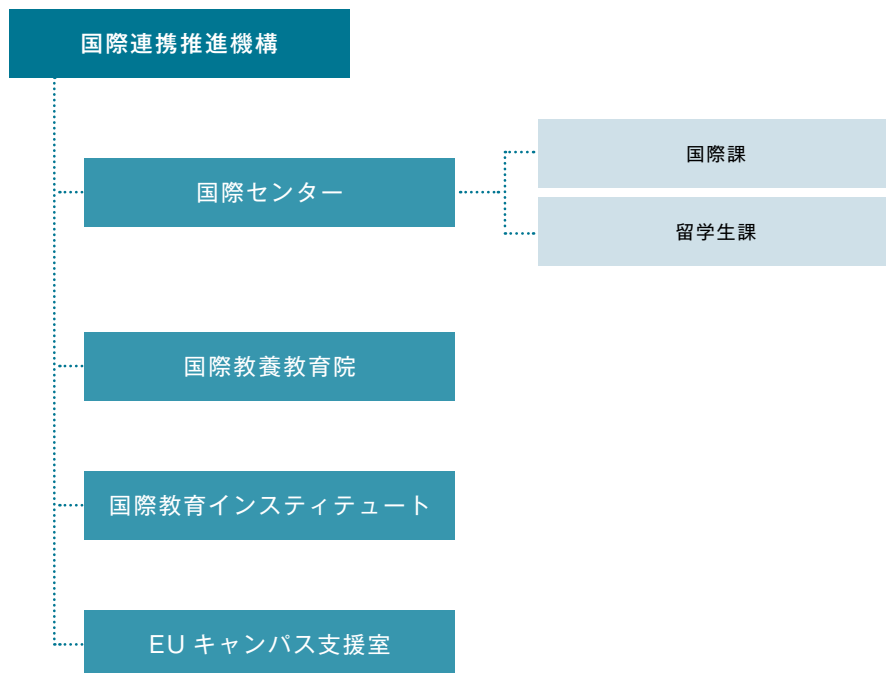 国際連携推進機構
国際センター
国際課
留学生課
国際教養教育院
国際教育インスティテュート
EU キャンパス支援室